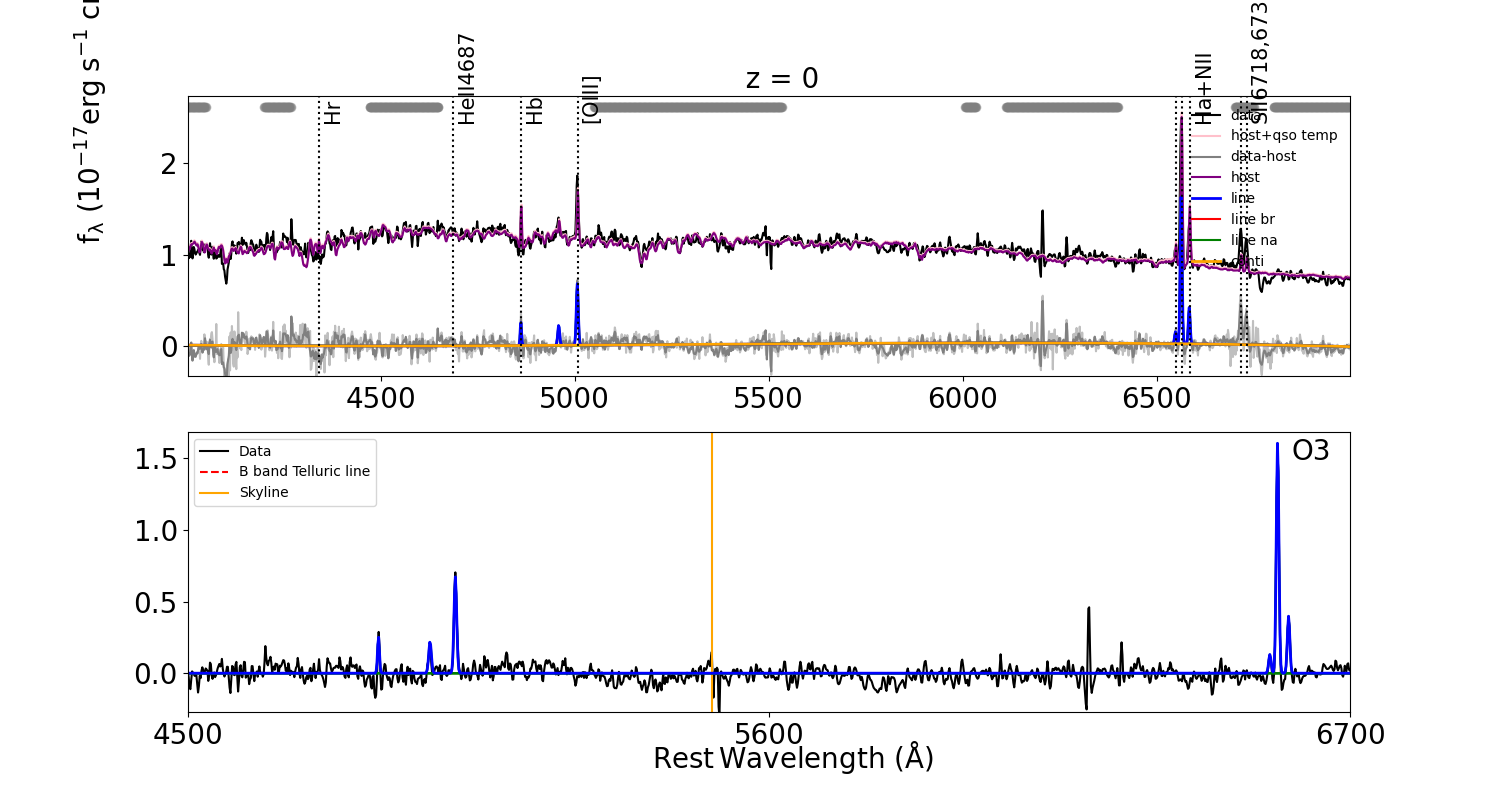 z = 0
fλ (10−17erg s−1 c
Hr
HeII4687
Hb
[OIII]
Ha+NII
SII6718,673
data
host+qso temp
data-host
host
line
line br
line na
conti
2
1
0
4500 5000 5500 6000 6500
Data
B band Telluric line
Skyline
O3
1.5
1.0
0.5
0.0
4500 5600 6700
Rest Wavelength (Å)